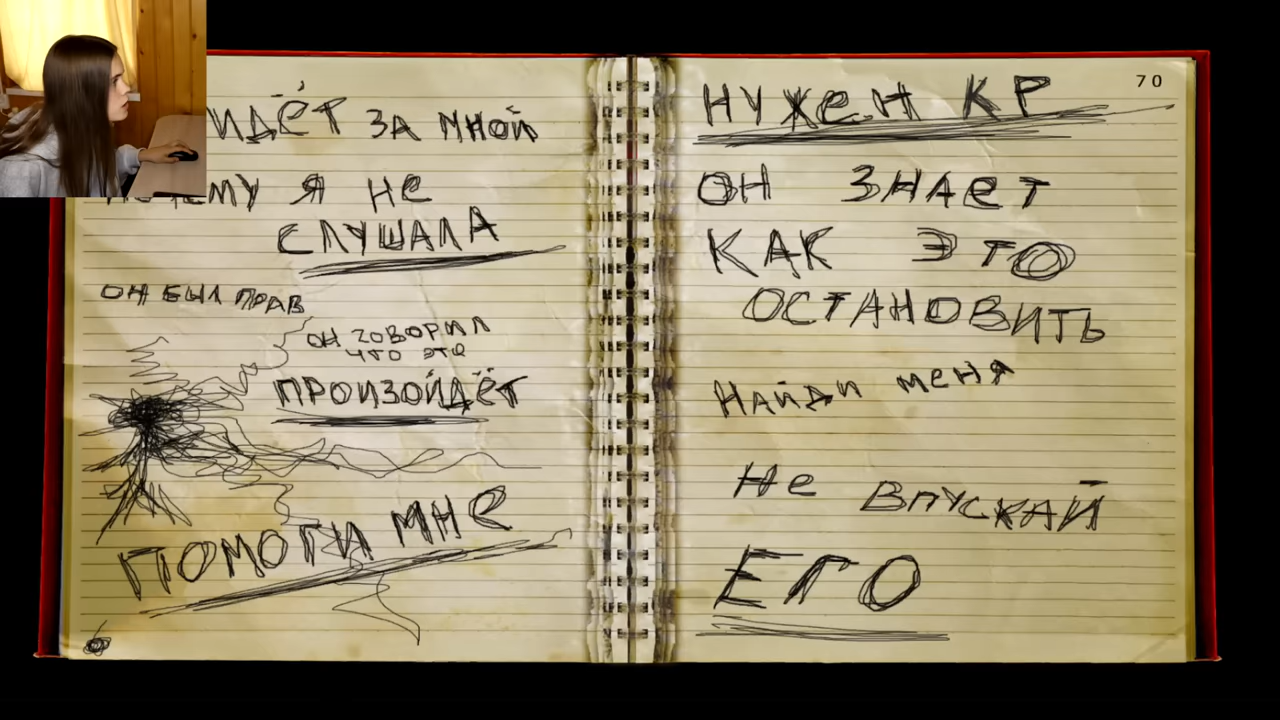 ИДЁТ ЗА МНОЙ
Я НЕ
СЛУШАЛА
ОН БЫЛ ПРАВ
ОН ГОВОРИЛ
ЧТО ЭТО
ПРОИЗОЙДЁТ
ПОМОГИ МНЕ
70
НУЖЕН КР
ОН ЗНАЕТ
КАК ЭТО
ОСТАНОВИТЬ
НАЙДИ МЕНЯ
НЕ ВПУСКАЙ
ЕГО